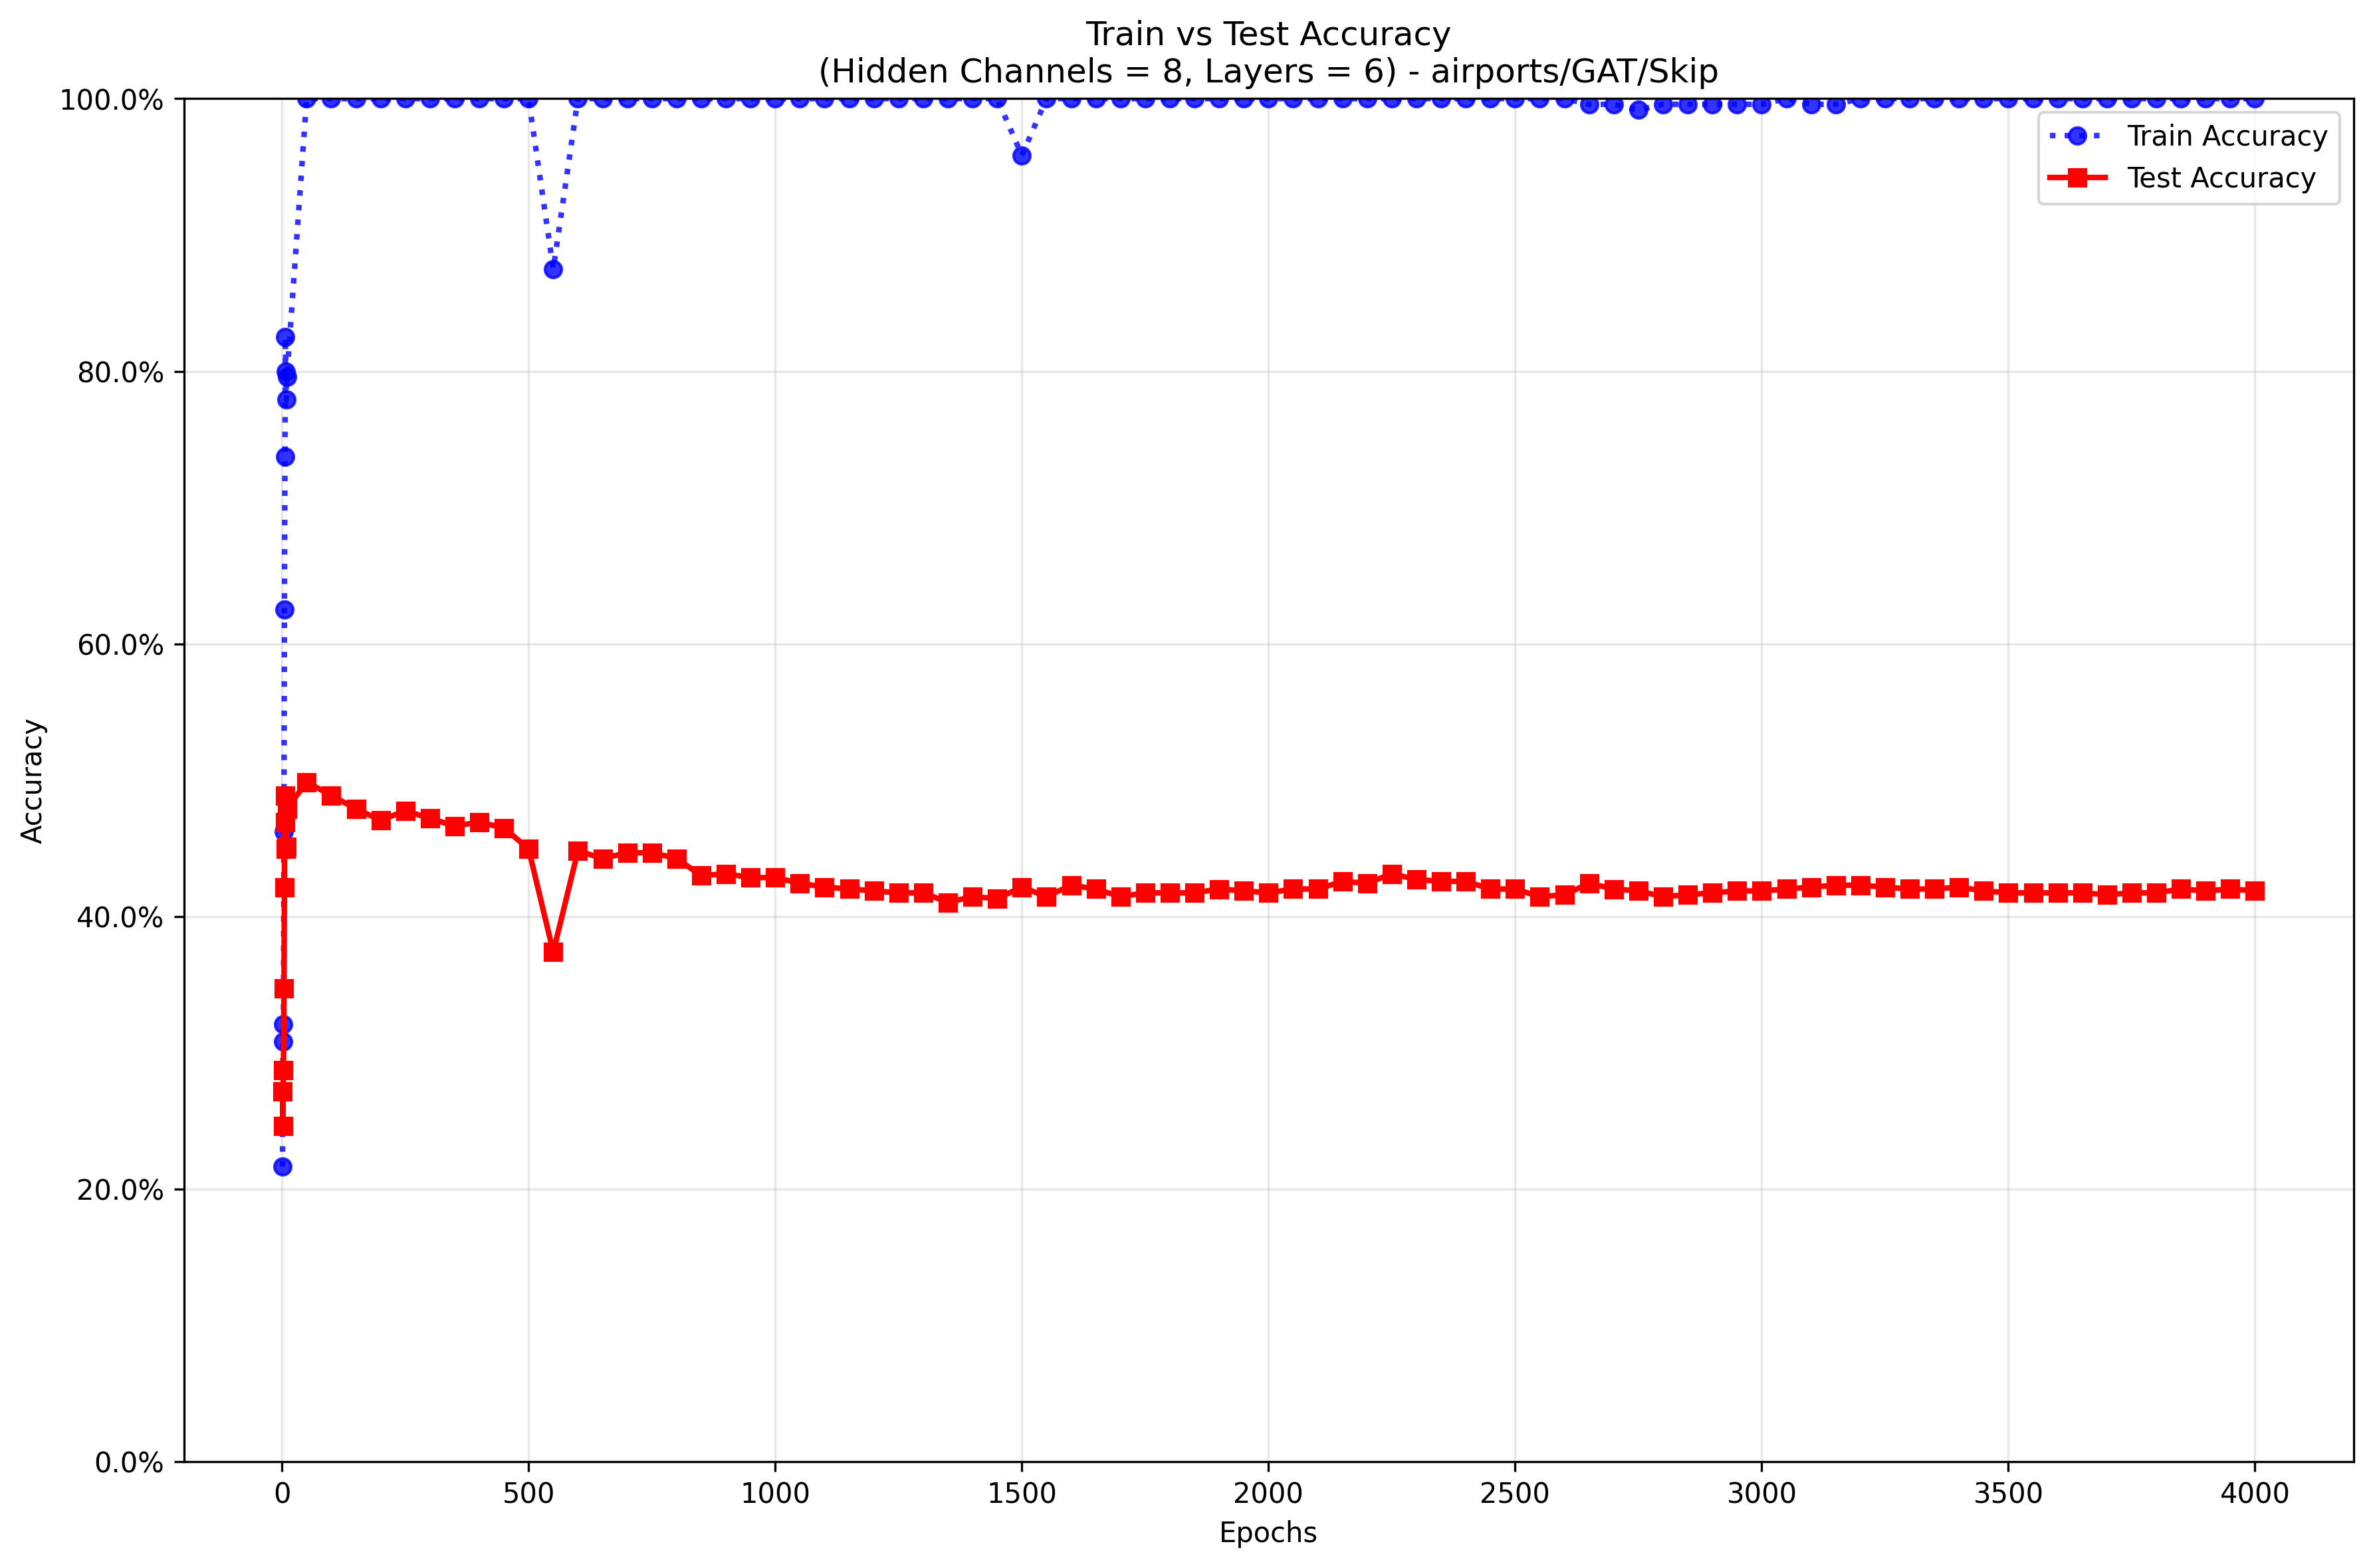 Train vs Test Accuracy
(Hidden Channels = 8, Layers = 6) - airports/GAT/Skip
100.0%
80.0%
60.0%
40.0%
20.0%
0.0%
Accuracy
Train Accuracy
Test Accuracy
0
500
1000
1500
2000
2500
3000
3500
4000
Epochs